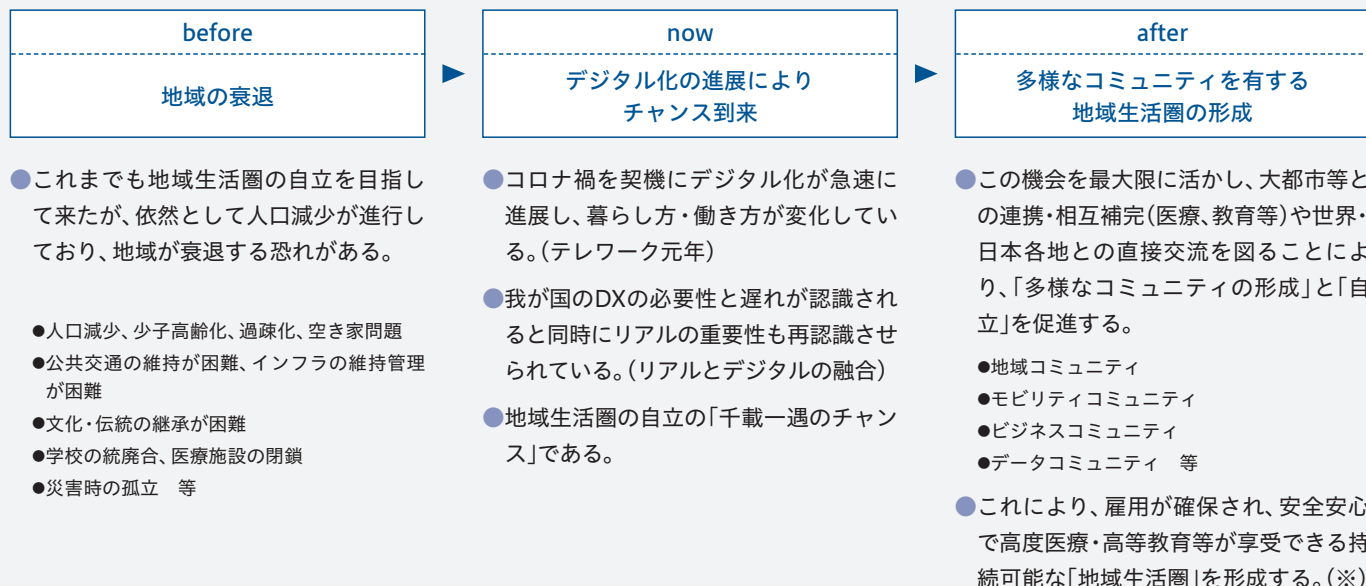 before
地域の衰退
●これまでも地域生活圏の自立を目指し
て来たが、依然として人口減少が進行し
ており、地域が衰退する恐れがある。
●人口減少、少子高齢化、過疎化、空き家問題
●公共交通の維持が困難、インフラの維持管理
が困難
●文化・伝統の継承が困難
●学校の統廃合、医療施設の閉鎖
●災害時の孤立　等
now
デジタル化の進展により
チャンス到来
●コロナ禍を契機にデジタル化が急速に
進展し、暮らし方・働き方が変化してい
る。(テレワーク元年)
●我が国のDXの必要性と遅れが認識され
ると同時にリアルの重要性も再認識させ
られている。(リアルとデジタルの融合)
●地域生活圏の自立の「千載一遇のチャン
ス」である。
after
多様なコミュニティを有する
地域生活圏の形成
●この機会を最大限に活かし、大都市等と
の連携・相互補完(医療、教育等)や世界・
日本各地との直接交流を図ることによ
り、「多様なコミュニティの形成」と「自
立」を促進する。
●地域コミュニティ
●モビリティコミュニティ
●ビジネスコミュニティ
●データコミュニティ　等
●これにより、雇用が確保され、安全安心
で高度医療・高等教育等が享受できる持
続可能な「地域生活圏」を形成する。(※)